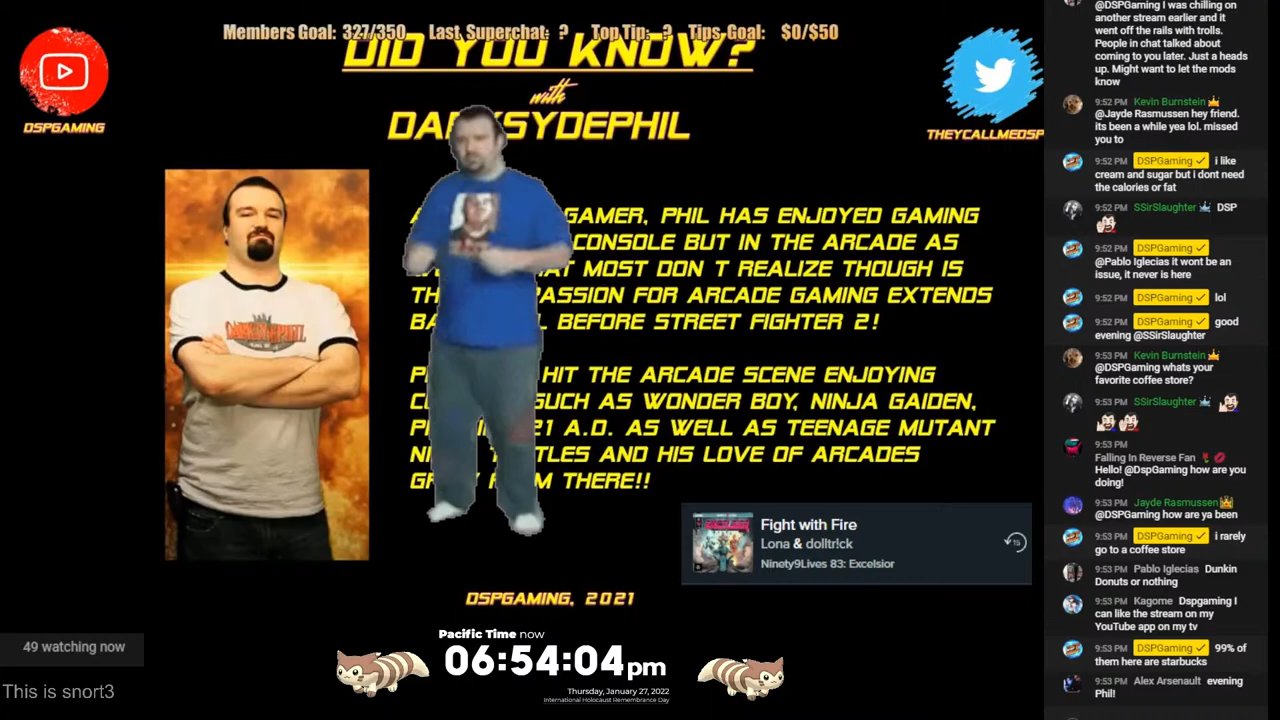 Members Goal: 327/350 Last Superchat: ? Top Tip: ? Tips Goal: $0/$50
DID YOU KNOW?
with
DARKSYDEPHIL
DSPGAMING
THEYCALLMEDSP
GAMER, PHIL HAS ENJOYED GAMING
CONSOLE BUT IN THE ARCADE AS
MOST DON T REALIZE THOUGH IS
PASSION FOR ARCADE GAMING EXTENDS
BEFORE STREET FIGHTER 2!
HIT THE ARCADE SCENE ENJOYING
SUCH AS WONDER BOY, NINJA GAIDEN,
21 A.D. AS WELL AS TEENAGE MUTANT
AND HIS LOVE OF ARCADES
THERE!!
Fight with Fire
Lona & dolltr!ck
Ninety9Lives 83: Excelsior
15
DSPGAMING, 2021
49 watching now
This is snort3
Pacific Time now
06:54:04pm
Thursday, January 27, 2022
International Holocaust Remembrance Day
@DSPGaming I was chilling on
another stream earlier and it
went off the rails with trolls.
People in chat talked about
coming to you later. Just a heads
up. Might want to let the mods
know
9:52 PM Kevin Burnstein
@Jayde Rasmussen hey friend.
its been a while yea lol. missed
you to
9:52 PM DSPGaming i like
cream and sugar but i dont need
the calories or fat
9:52 PM SSirSlaughter DSP
9:52 PM DSPGaming
@Pablo Iglecias it wont be an
issue, it never is here
9:52 PM DSPGaming lol
9:52 PM DSPGaming good
evening @SSirSlaughter
9:53 PM Kevin Burnstein
@DSPGaming whats your
favorite coffee store?
9:53 PM SSirSlaughter
9:53 PM
Falling In Reverse Fan
Hello! @DspGaming how are you
doing!
9:53 PM Jayde Rasmussen
@DSPGaming how are ya been
9:53 PM DSPGaming i rarely
go to a coffee store
9:53 PM Pablo Iglecias Dunkin
Donuts or nothing
9:53 PM Kagome Dspgaming I
can like the stream on my
YouTube app on my tv
9:53 PM DSPGaming 99% of
them here are starbucks
9:53 PM Alex Arsenault evening
Phil!